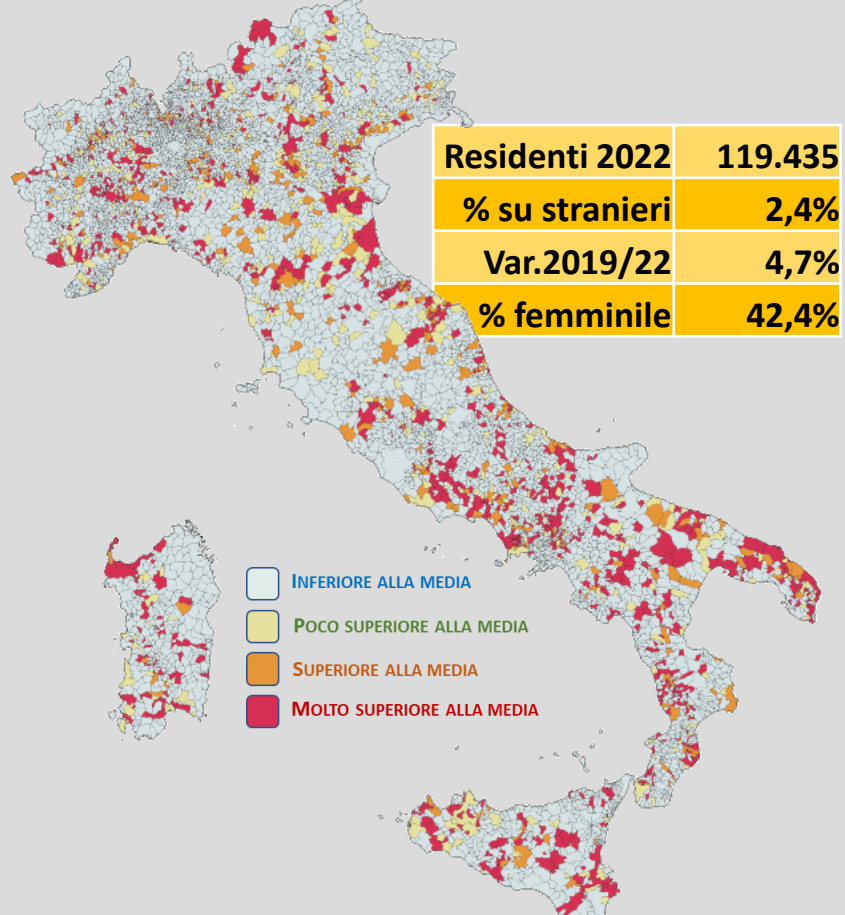 Residenti 2022 119.435
% su stranieri 2,4%
Var.2019/22 4,7%
% femminile 42,4%
INFERIORE ALLA MEDIA
POCO SUPERIORE ALLA MEDIA
SUPERIORE ALLA MEDIA
MOLTO SUPERIORE ALLA MEDIA